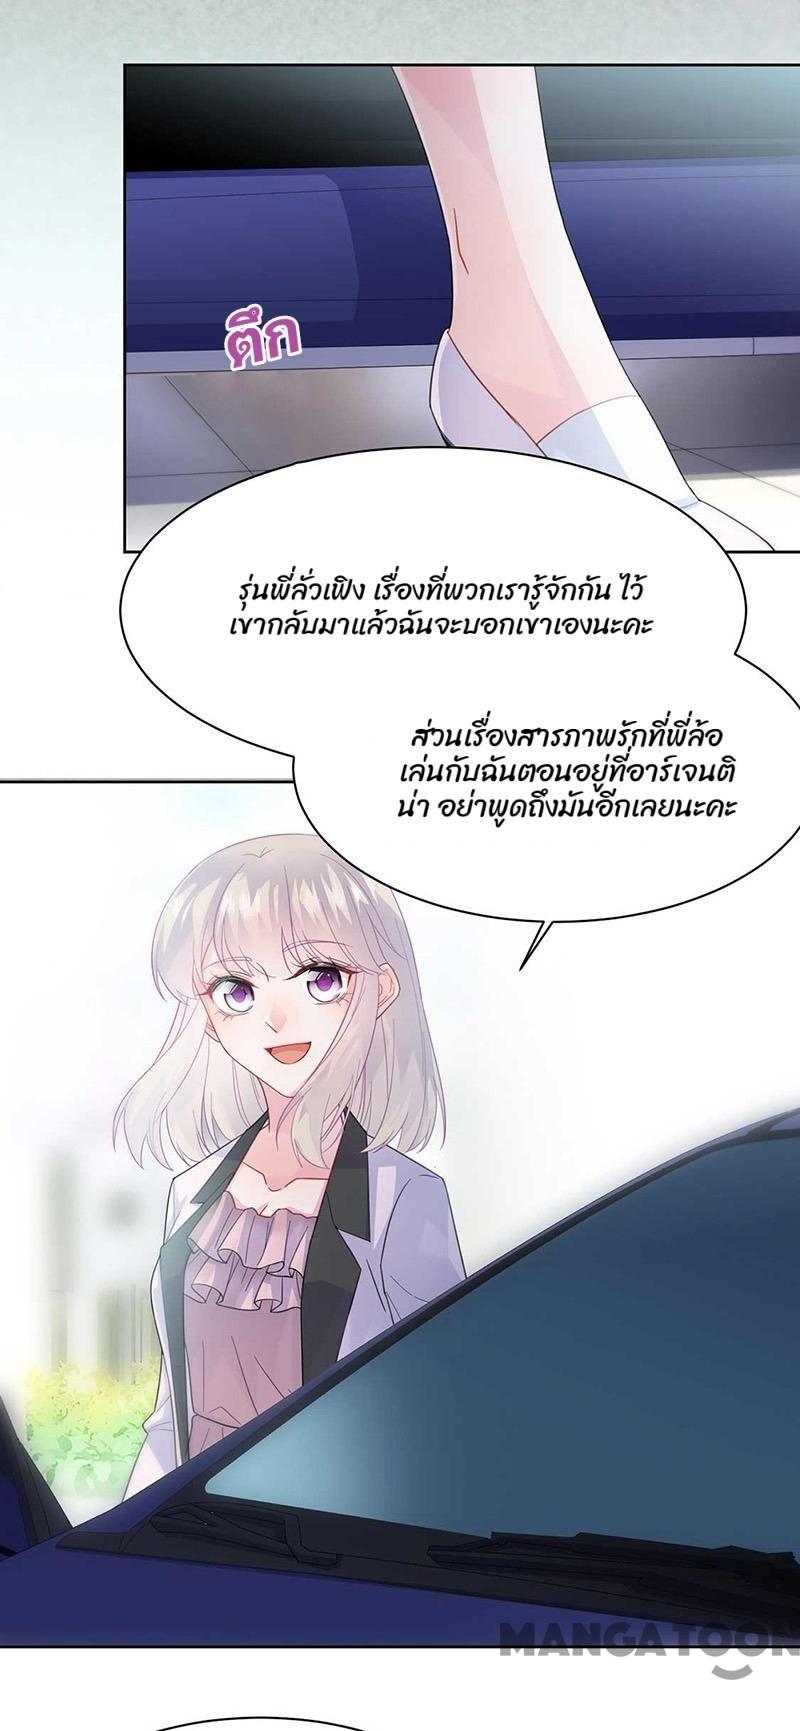 ตึก
รุ่นพี่ลั่วเฟิง เรื่องที่พวกเรารู้จักกัน ไว้
เขากลับมาแล้วฉันจะบอกเขาเองนะคะ
ส่วนเรื่องสารภาพรักที่พี่ล้อ
เล่นกับฉันตอนอยู่ที่อาร์เจนติ
น่า อย่าพูดถึงมันอีกเลยนะคะ
MANGATOON